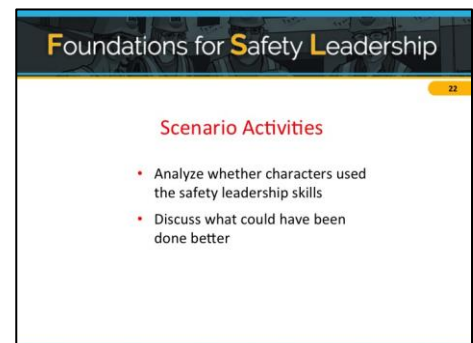 Foundations for Safety Leadership
22
Scenario Activities
• Analyze whether characters used
the safety leadership skills
• Discuss what could have been
done better